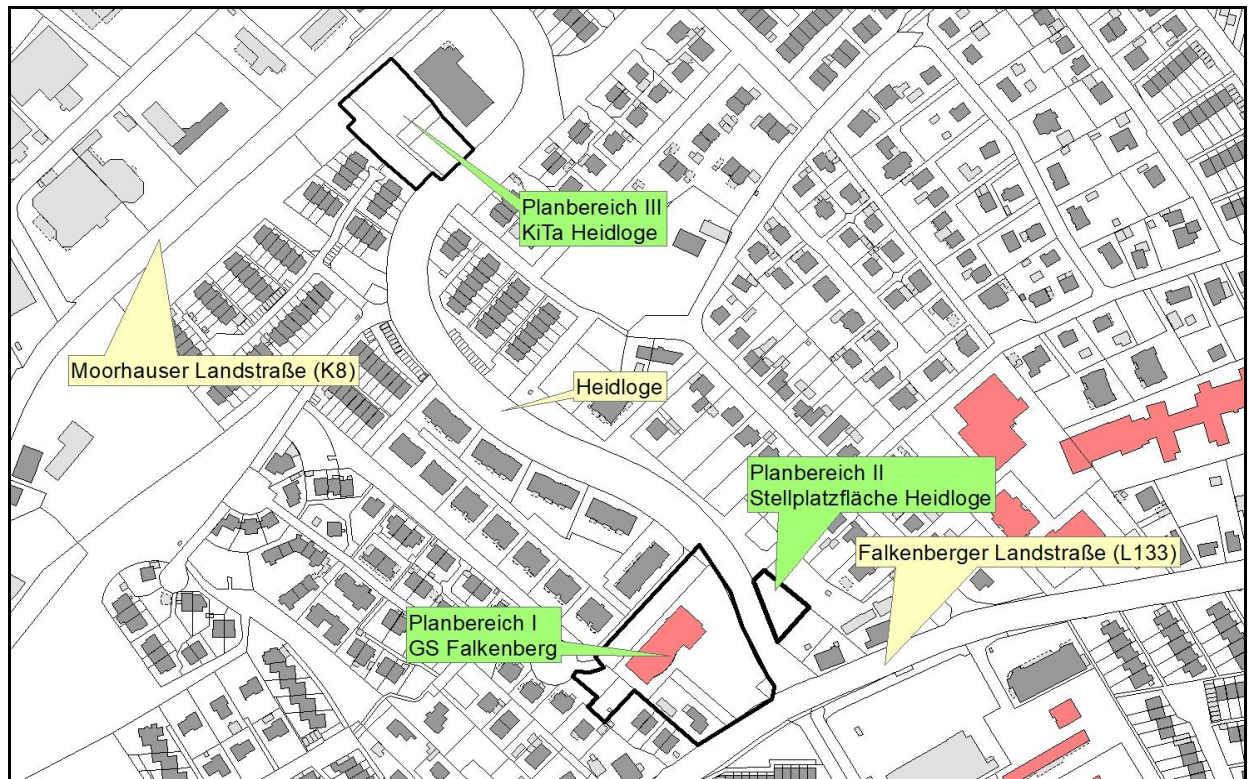 Planbereich III
KiTa Heidloge
Moorhauser Landstraße (K8)
Heidloge
Planbereich II
Stellplatzfläche Heidloge
Falkenberger Landstraße (L133)
Planbereich I
GS Falkenberg